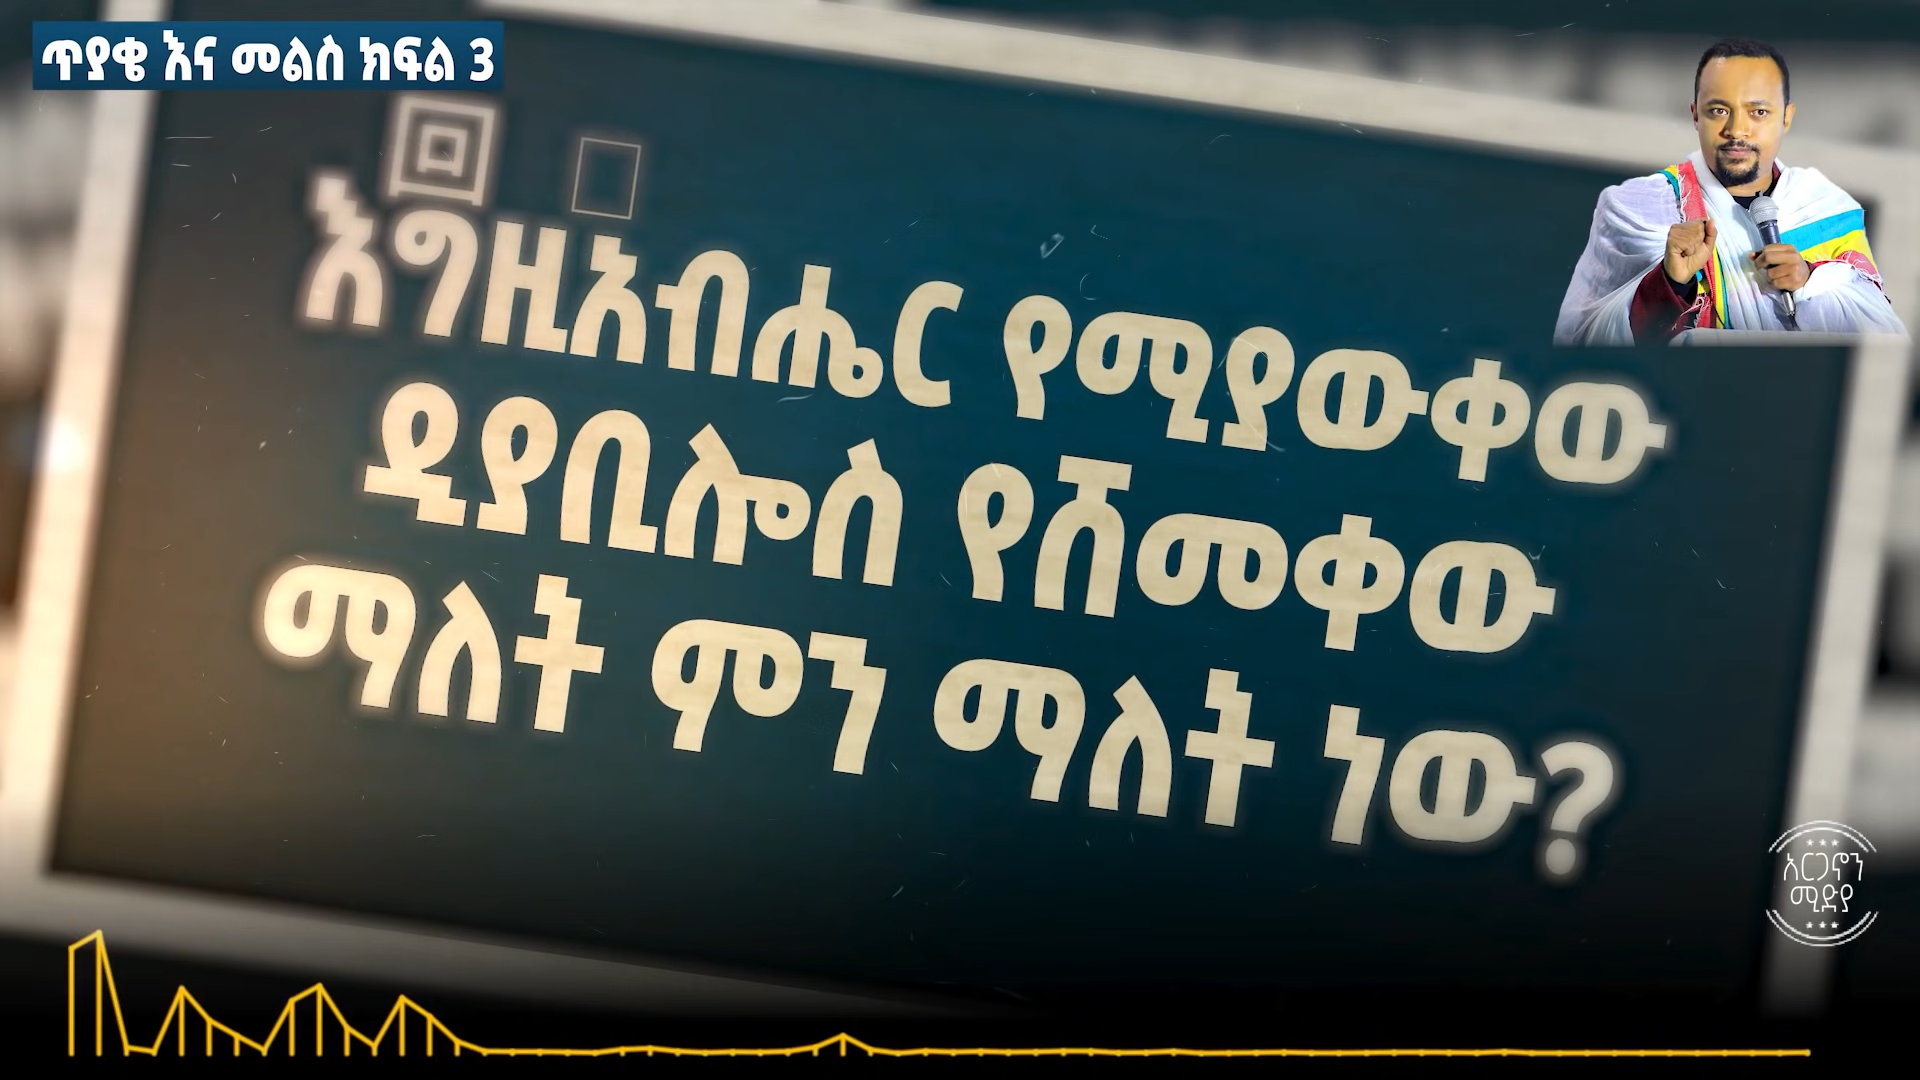 ጥያቄ እና መልስ ክፍል 3
እግዚአብሔር የሚያውቀው
ዲያቢሎስ የሸመቀው
ማለት ምን ማለት ነው?
አርጋኖን
ሚድያ